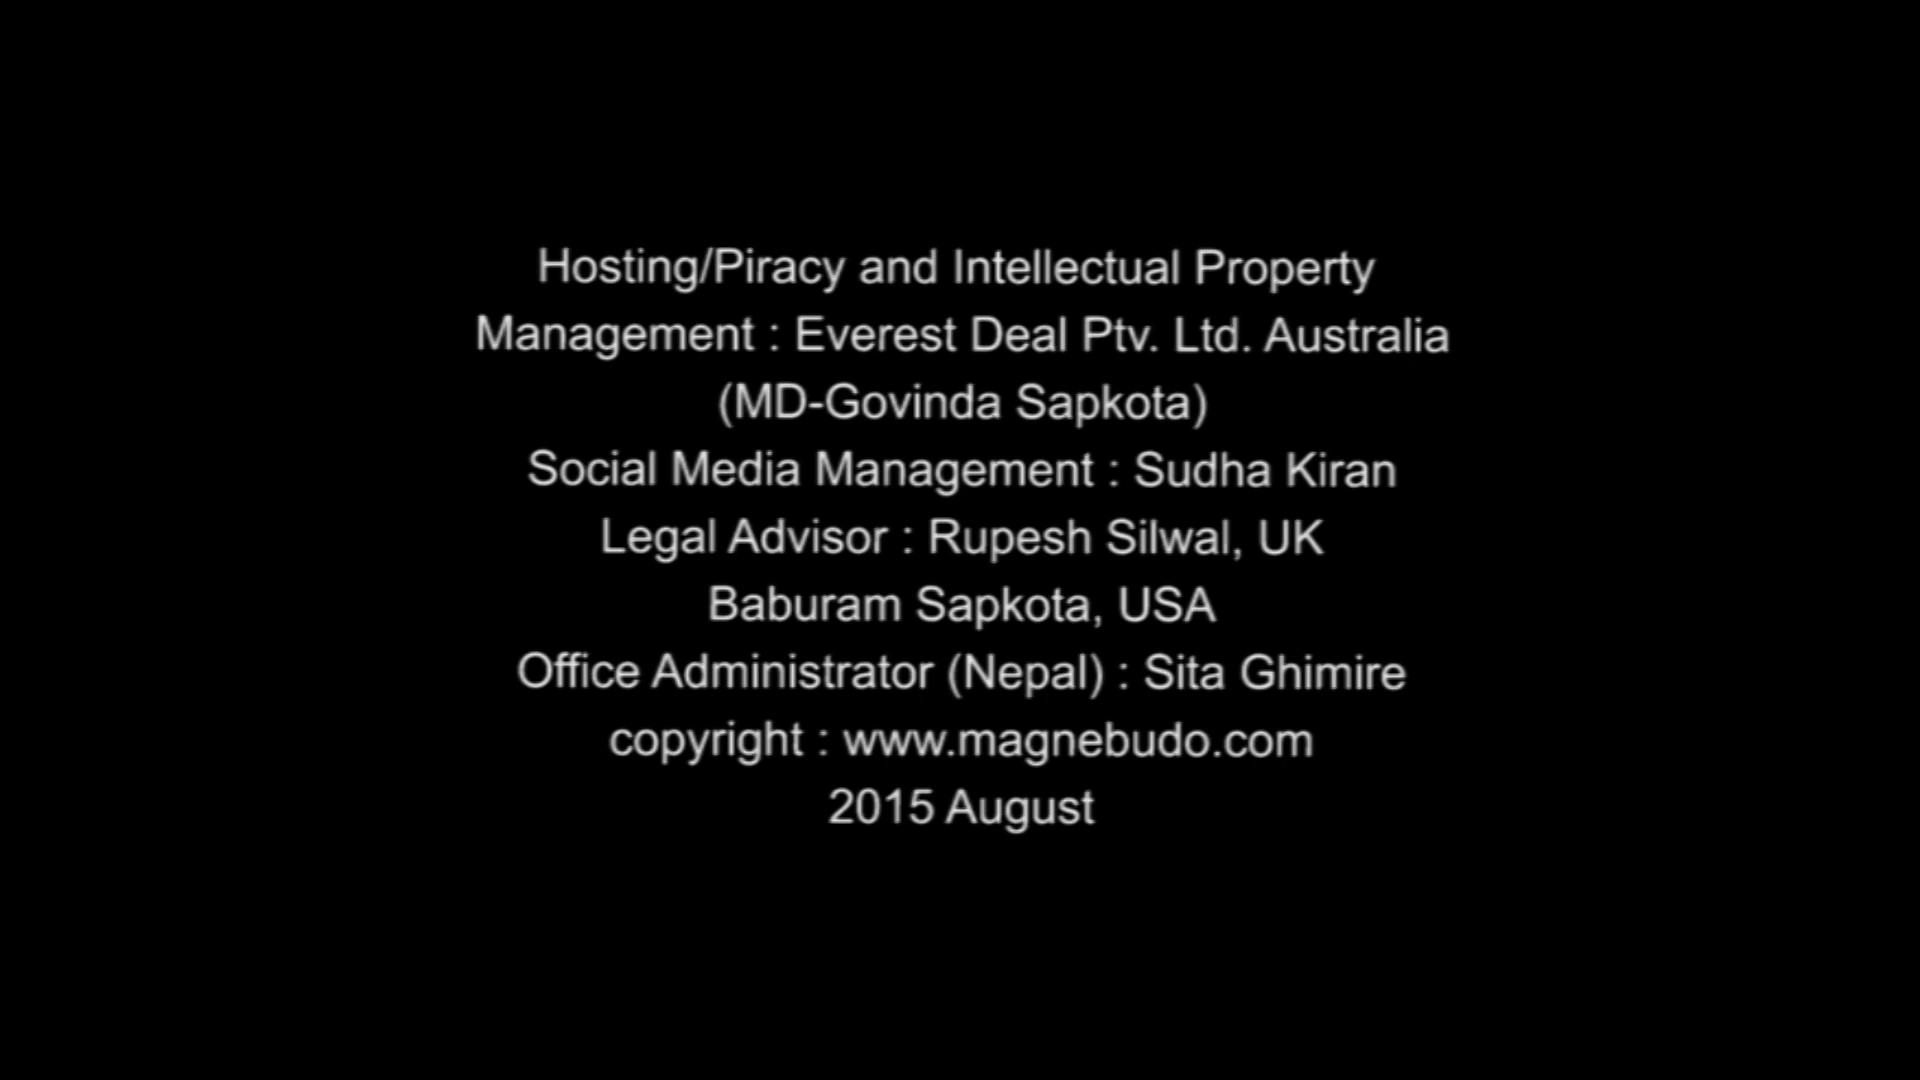 Hosting/Piracy and Intellectual Property
Management : Everest Deal Ptv. Ltd. Australia
(MD-Govinda Sapkota)
Social Media Management : Sudha Kiran
Legal Advisor : Rupesh Silwal, UK
Baburam Sapkota, USA
Office Administrator (Nepal) : Sita Ghimire
copyright : www.magnebudo.com
2015 August